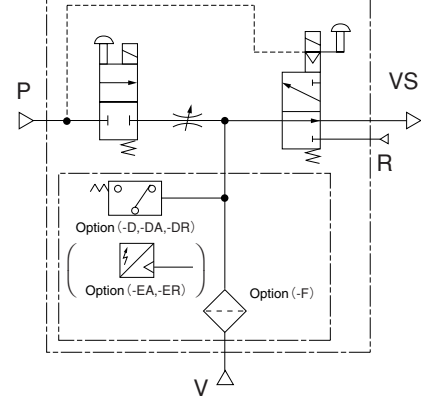 P
VS
R
Option (-D,-DA,-DR)
Option (-EA,-ER)
Option (-F)
V